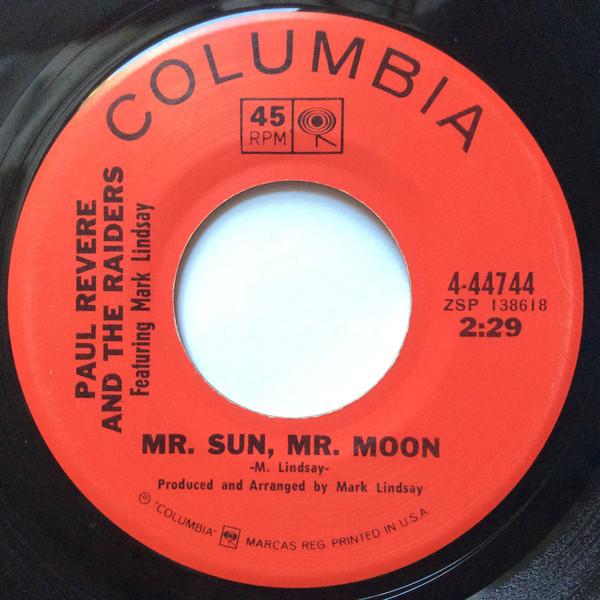 COLUMBIA
45
RPM
PAUL REVERE
AND THE RAIDERS
Featuring Mark Lindsay
4-44744
ZSP 138618
2:29
MR. SUN, MR. MOON
-M. Lindsay-
Produced and Arranged by Mark Lindsay
Ⓡ "COLUMBIA" MARCAS REG. PRINTED IN U.S.A.